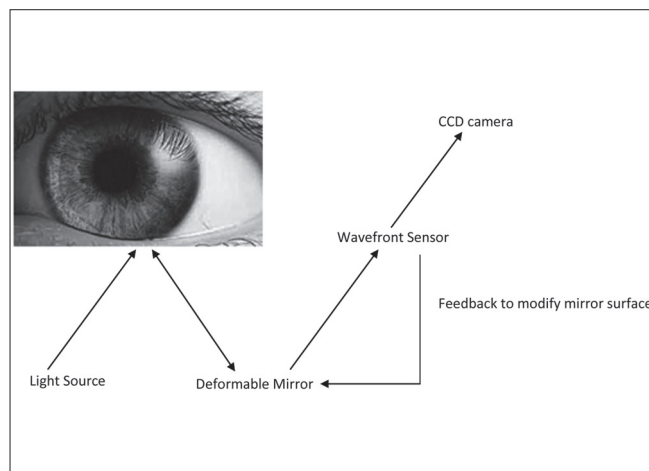 CCD camera
Wavefront Sensor
Feedback to modify mirror surface
Light Source
Deformable Mirror